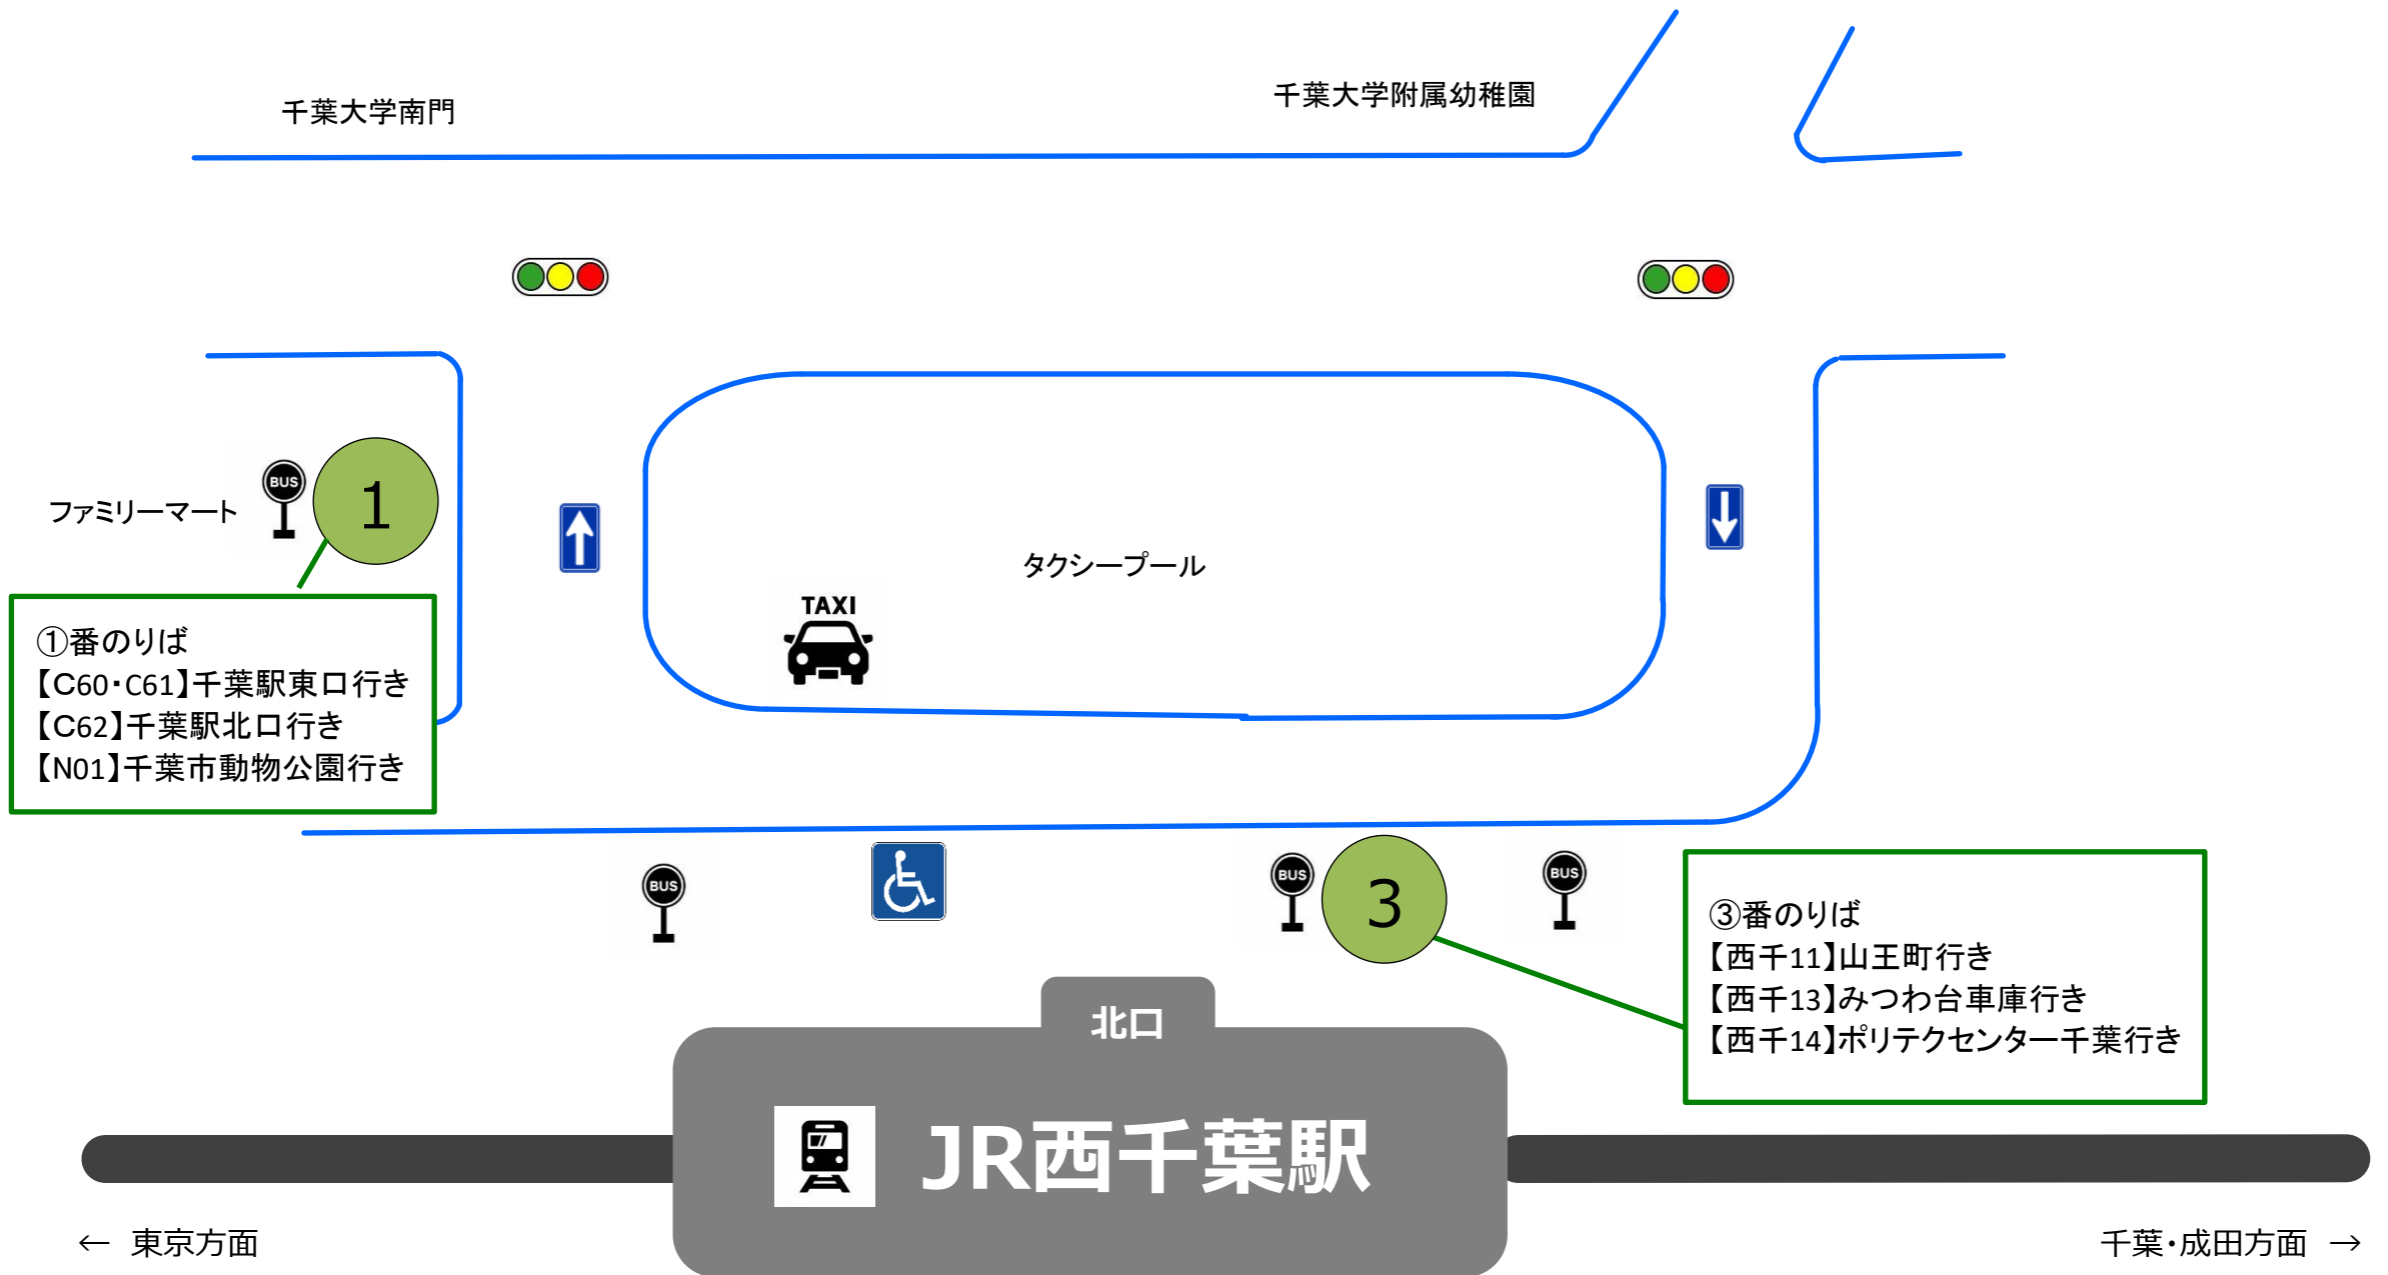 千葉大学南門
千葉大学附属幼稚園
ファミリーマート
BUS
1
タクシープール
TAXI
①番のりば
【C60・C61】千葉駅東口行き
【C62】千葉駅北口行き
【N01】千葉市動物公園行き
BUS
BUS
3
BUS
③番のりば
【西千11】山王町行き
【西千13】みつわ台車庫行き
【西千14】ポリテクセンター千葉行き
北口
JR西千葉駅
← 東京方面
千葉・成田方面 →